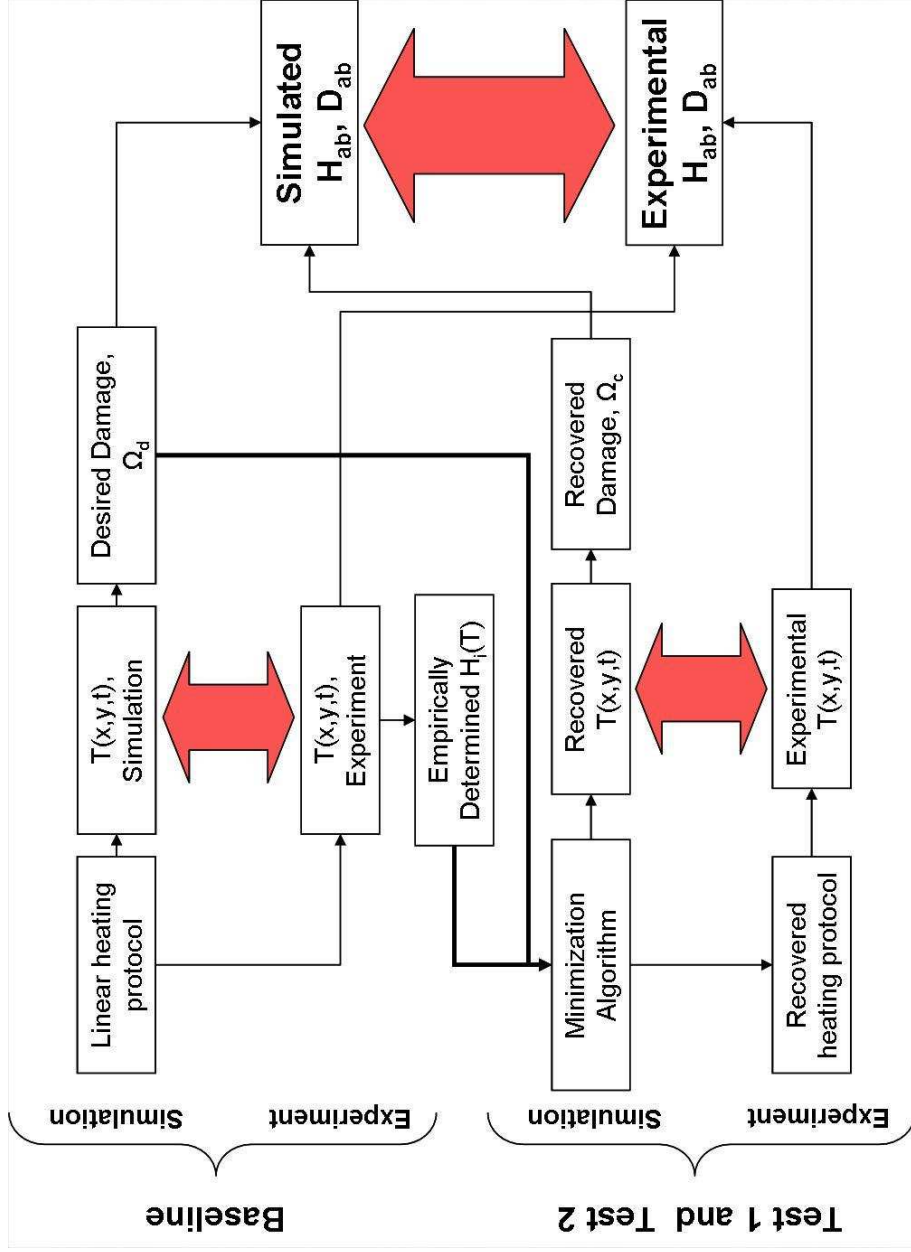 Baseline
Simulation
Experiment
Linear heating
protocol
T(x,y,t),
Simulation
Desired Damage,
Ω_d
T(x,y,t),
Experiment
Empirically
Determined H_i(T)
Simulated
H_ab, D_ab
Test 1 and Test 2
Simulation
Experiment
Minimization
Algorithm
Recovered
T(x,y,t)
Recovered
Damage, Ω_c
Recovered
heating protocol
Experimental
T(x,y,t)
Experimental
H_ab, D_ab